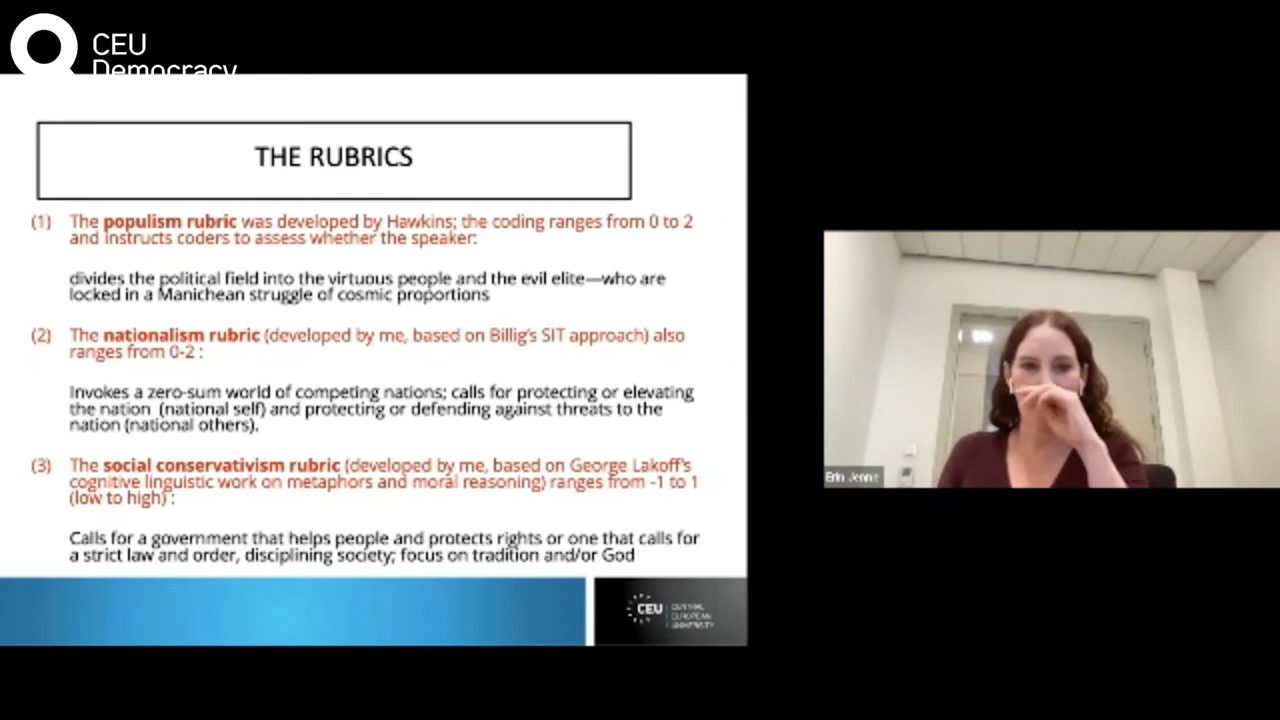 CEU
Democracy
THE RUBRICS
(1) The populism rubric was developed by Hawkins; the coding ranges from 0 to 2
and instructs coders to assess whether the speaker:
divides the political field into the virtuous people and the evil elite—who are
locked in a Manichean struggle of cosmic proportions
(2) The nationalism rubric (developed by me, based on Billig's SIT approach) also
ranges from 0-2 :
Invokes a zero-sum world of competing nations; calls for protecting or elevating
the nation (national self) and protecting or defending against threats to the
nation (national others).
(3) The social conservativism rubric (developed by me, based on George Lakoff's
cognitive linguistic work on metaphors and moral reasoning) ranges from -1 to 1
(low to high) :
Calls for a government that helps people and protects rights or one that calls for
a strict law and order, disciplining society; focus on tradition and/or God
CEU
CENTRAL
EUROPEAN
UNIVERSITY
Erin Jenne